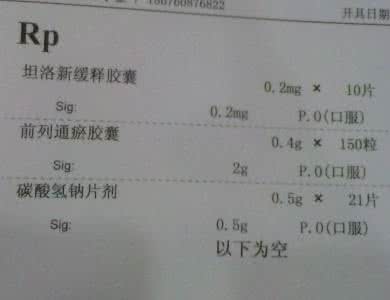 开具日期
Rp
坦洛新缓释胶囊
0.2mg × 10片
Sig: 0.2mg P.O(口服)
前列通瘀胶囊
0.4g × 150粒
Sig: 2g P.O(口服)
碳酸氢钠片剂
0.5g × 21片
Sig: 0.5g P.O(口服)
以下为空